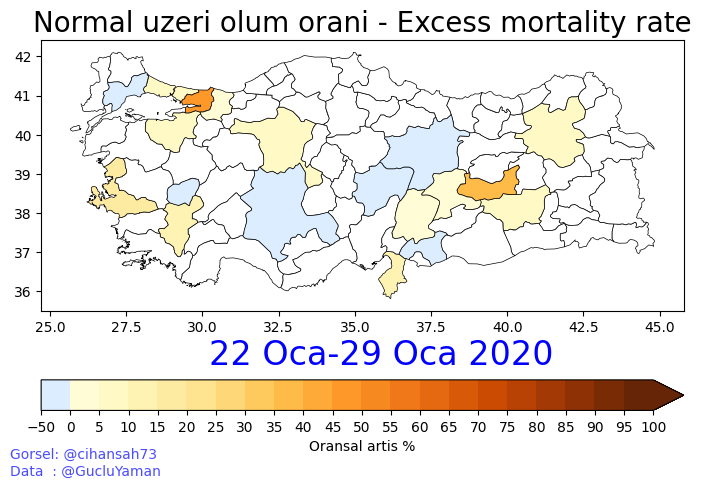 Normal uzeri olum orani - Excess mortality rate
42
41
40
39
38
37
36
25.0 27.5 30.0 32.5 35.0 37.5 40.0 42.5 45.0
22 Oca-29 Oca 2020
−50 0 5 10 15 20 25 30 35 40 45 50 55 60 65 70 75 80 85 90 95 100
Oransal artis %
Gorsel: @cihansah73
Data : @GucluYaman